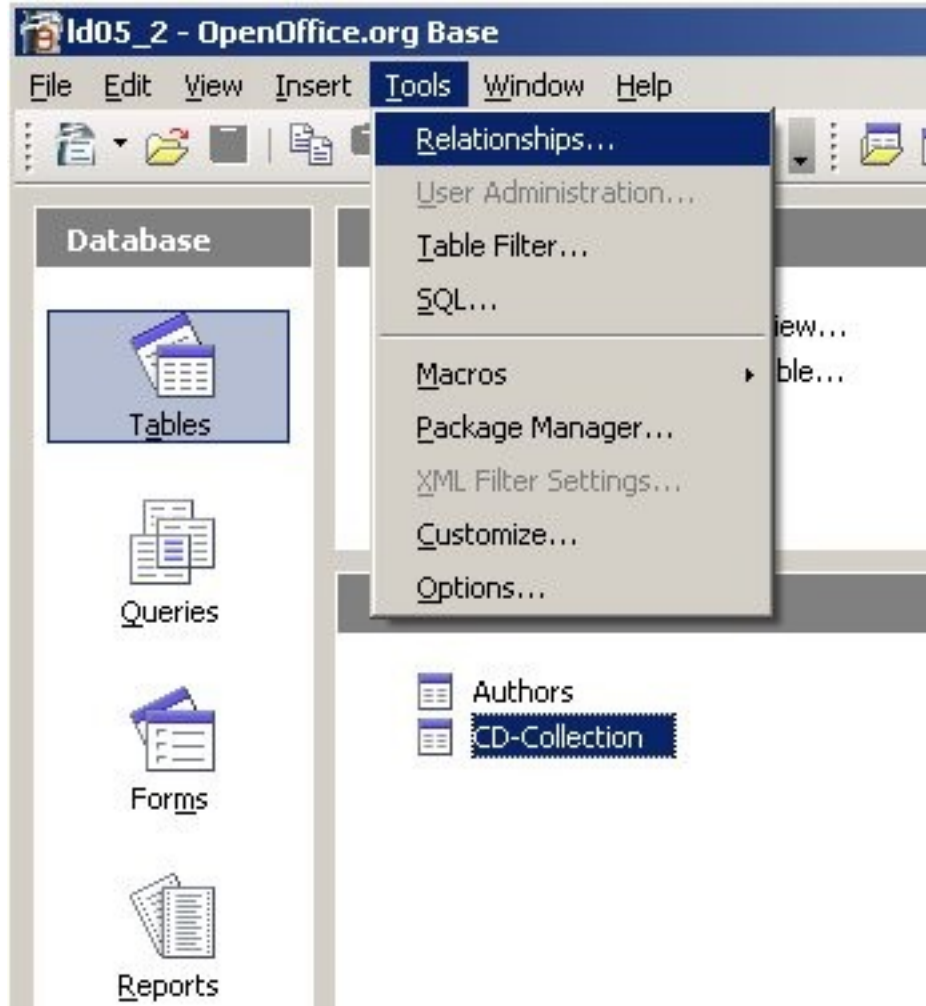 ld05_2 - OpenOffice.org Base
File Edit View Insert Tools Window Help
Relationships...
User Administration...
Table Filter...
SQL...
Macros
Package Manager...
XML Filter Settings...
Customize...
Options...
Database
Tables
Queries
Forms
Reports
iew...
ble...
Authors
CD-Collection